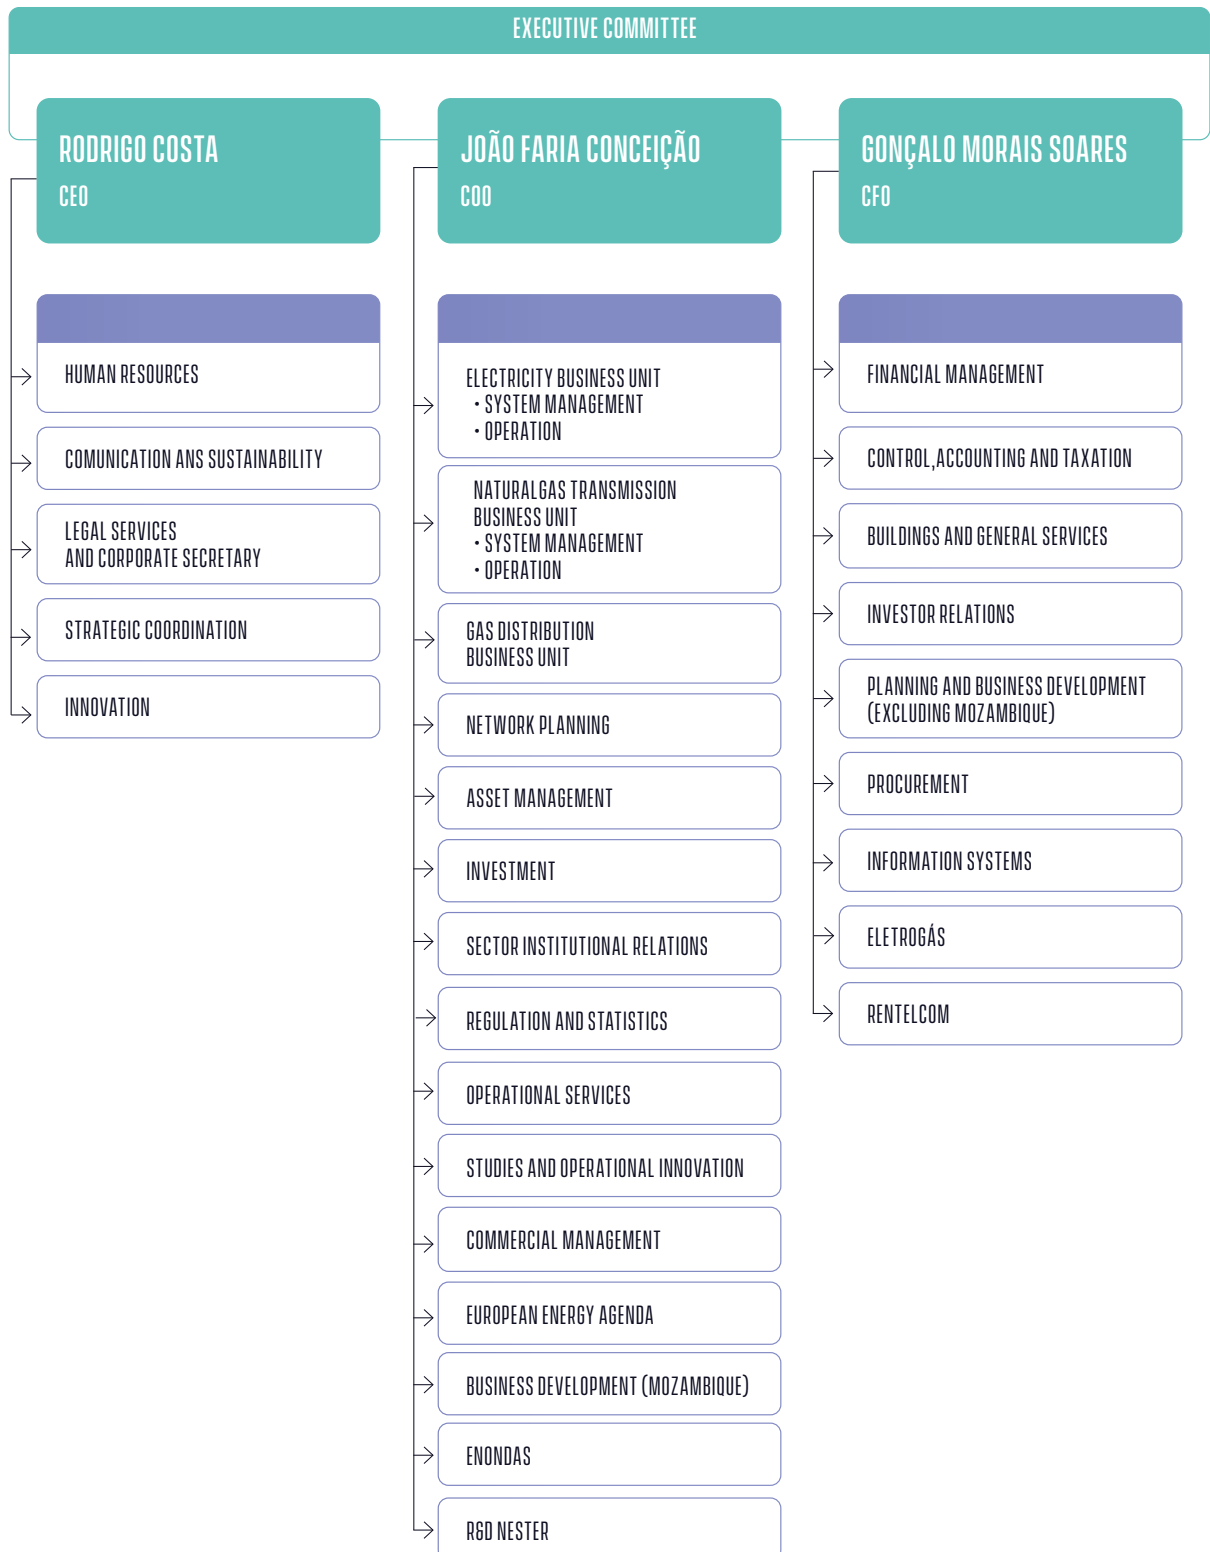 EXECUTIVE COMMITTEE
RODRIGO COSTA
CEO
HUMAN RESOURCES
COMUNICATION ANS SUSTAINABILITY
LEGAL SERVICES
AND CORPORATE SECRETARY
STRATEGIC COORDINATION
INNOVATION
JOÃO FARIA CONCEIÇÃO
COO
ELECTRICITY BUSINESS UNIT
• SYSTEM MANAGEMENT
• OPERATION
NATURALGAS TRANSMISSION
BUSINESS UNIT
• SYSTEM MANAGEMENT
• OPERATION
GAS DISTRIBUTION
BUSINESS UNIT
NETWORK PLANNING
ASSET MANAGEMENT
INVESTMENT
SECTOR INSTITUTIONAL RELATIONS
REGULATION AND STATISTICS
OPERATIONAL SERVICES
STUDIES AND OPERATIONAL INNOVATION
COMMERCIAL MANAGEMENT
EUROPEAN ENERGY AGENDA
BUSINESS DEVELOPMENT (MOZAMBIQUE)
ENONDAS
R&D NESTER
GONÇALO MORAIS SOARES
CFO
FINANCIAL MANAGEMENT
CONTROL,ACCOUNTING AND TAXATION
BUILDINGS AND GENERAL SERVICES
INVESTOR RELATIONS
PLANNING AND BUSINESS DEVELOPMENT
(EXCLUDING MOZAMBIQUE)
PROCUREMENT
INFORMATION SYSTEMS
ELETROGÁS
RENTELCOM